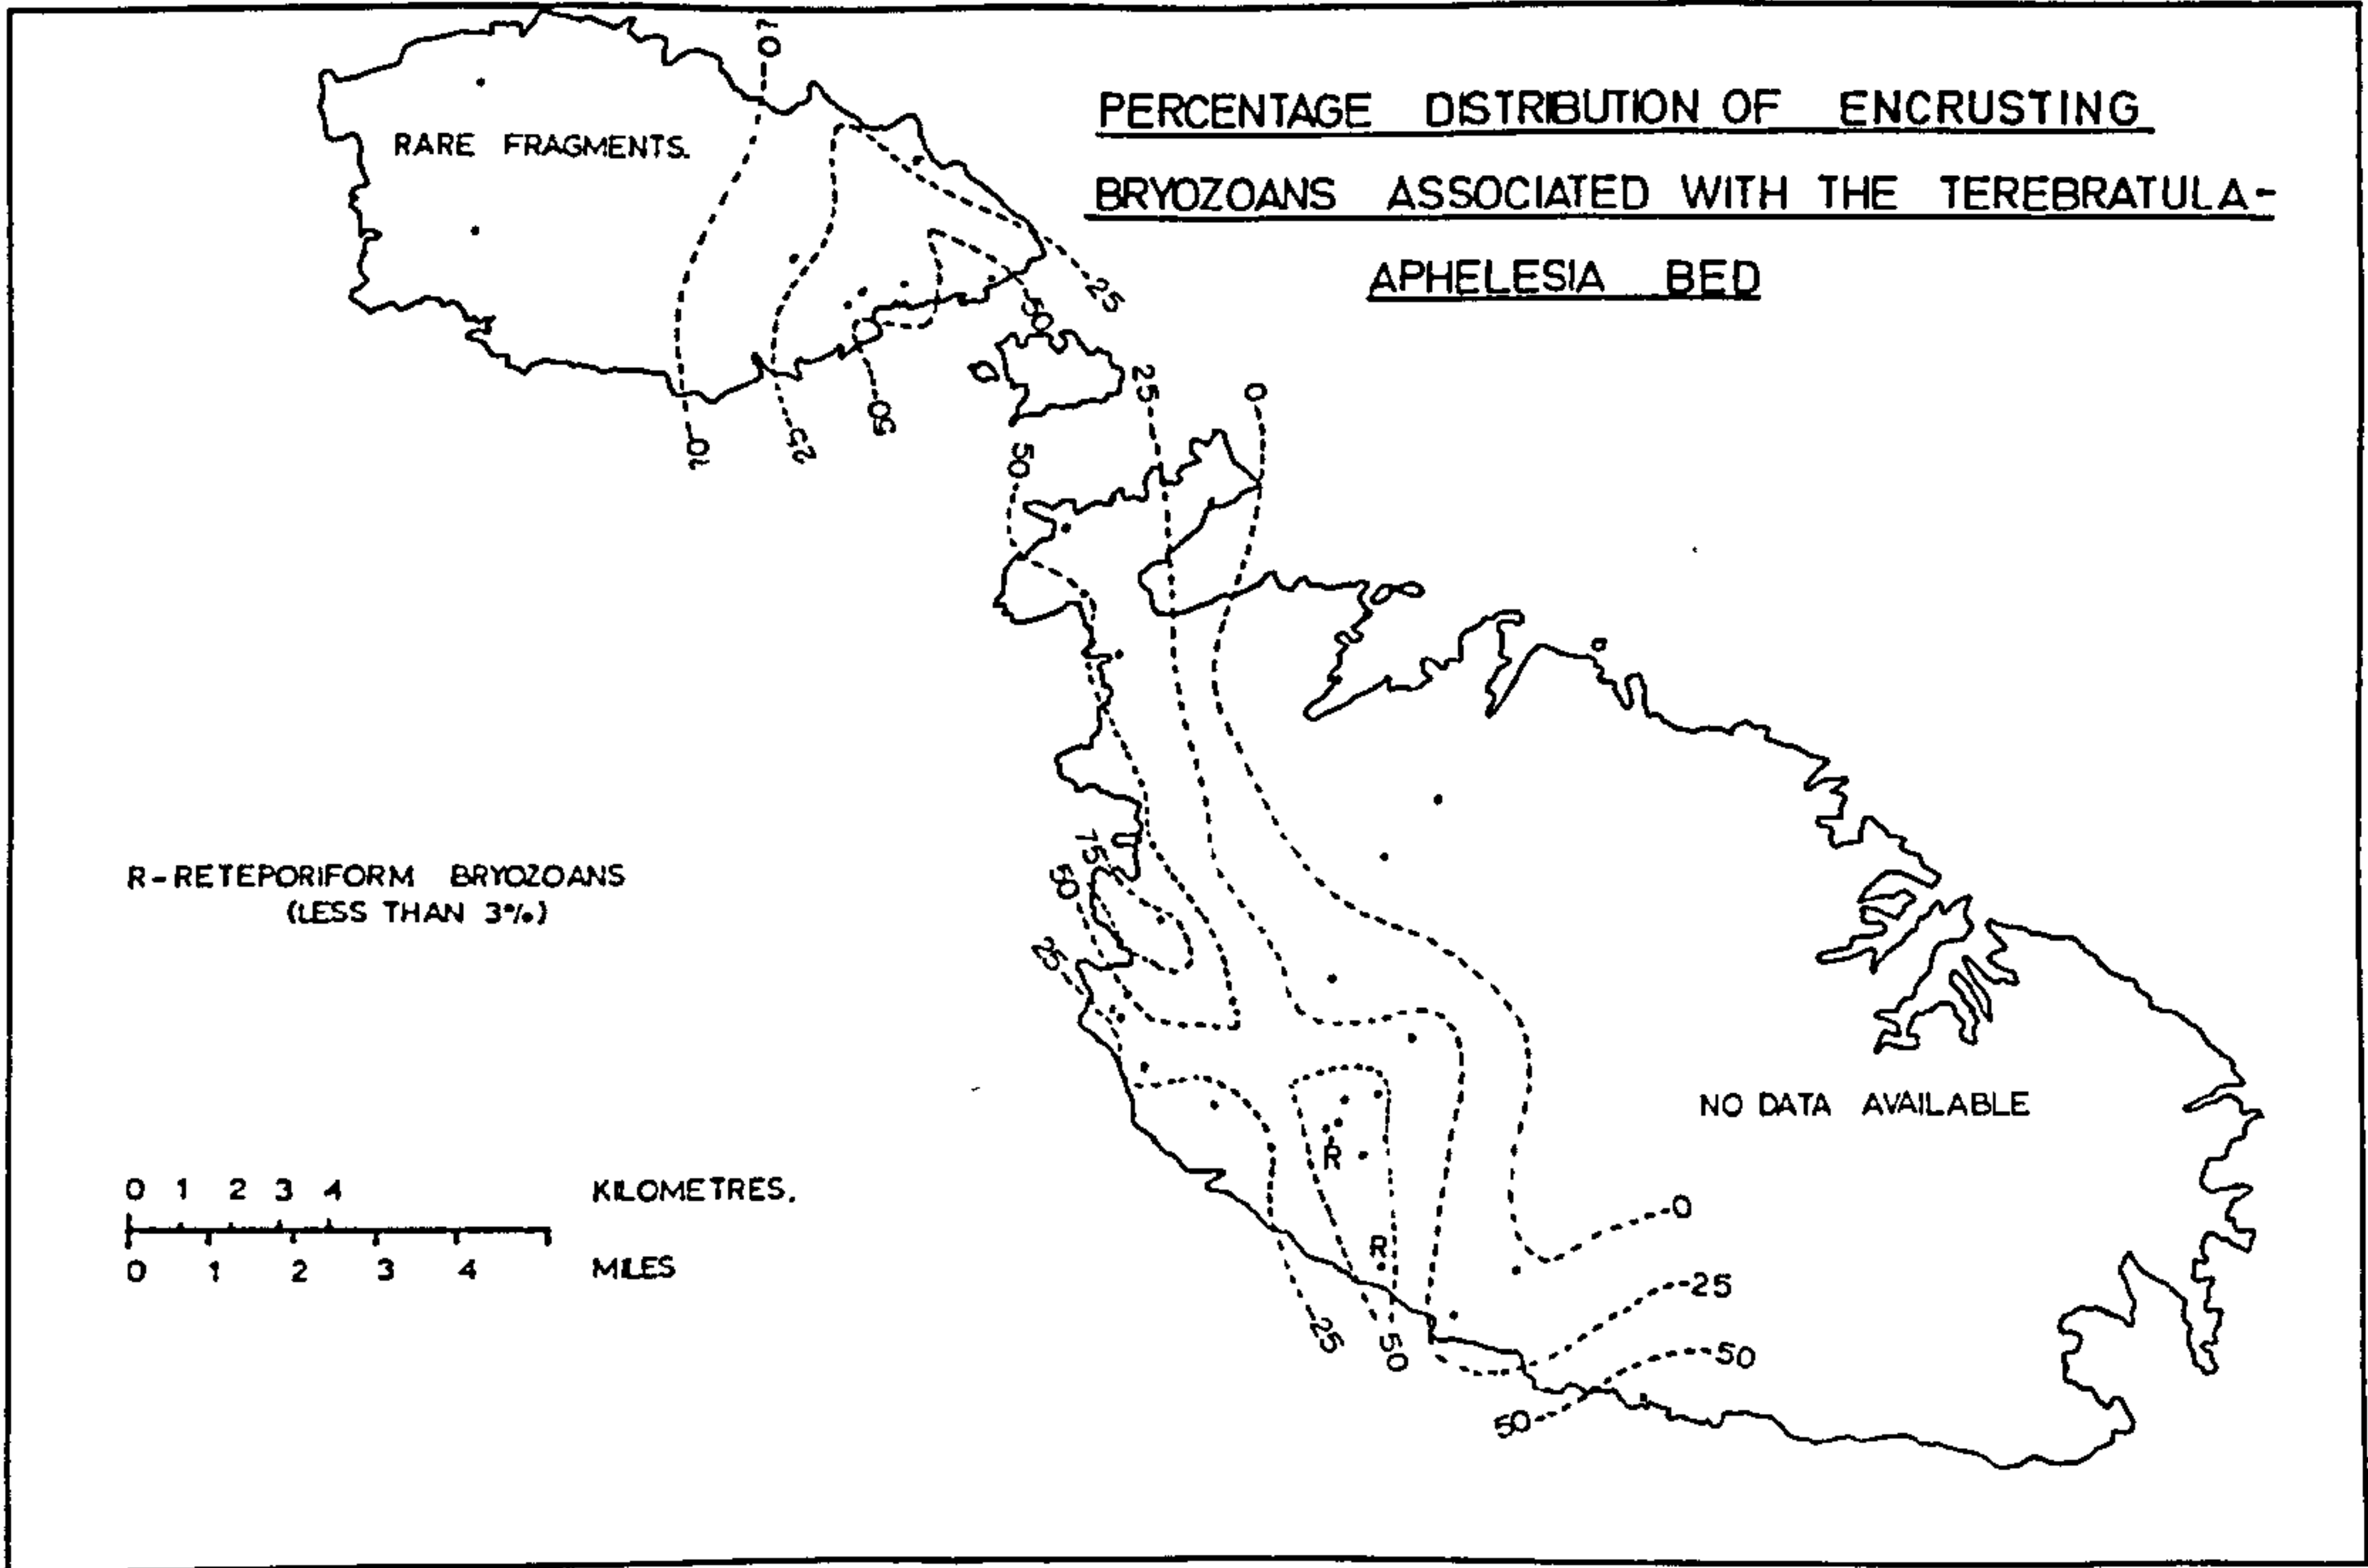 PERCENTAGE DISTRIBUTION OF ENCRUSTING
BRYOZOANS ASSOCIATED WITH THE TEREBRATULA-
APHELESIA BED
10
RARE FRAGMENTS.
25
50
10
25
50
25
0
50
75
50
25
R-RETEPORIFORM BRYOZOANS
(LESS THAN 3%)
NO DATA AVAILABLE
R
R
0 1 2 3 4 KILOMETRES.
0 1 2 3 4 MILES
0
25
50
25
50
50